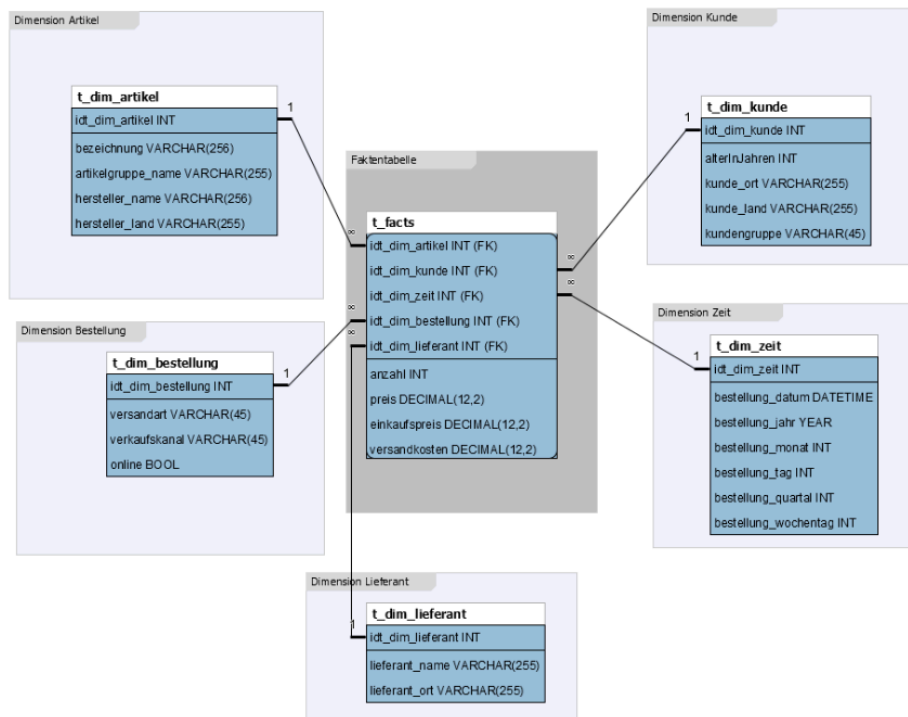 Dimension Artikel
t_dim_artikel
idt_dim_artikel INT
bezeichnung VARCHAR(256)
artikelgruppe_name VARCHAR(255)
hersteller_name VARCHAR(256)
hersteller_land VARCHAR(255)
1
Dimension Kunde
t_dim_kunde
idt_dim_kunde INT
alterInJahren INT
kunde_ort VARCHAR(255)
kunde_land VARCHAR(255)
kundengruppe VARCHAR(45)
1
Faktentabelle
t_facts
idt_dim_artikel INT (FK)
idt_dim_kunde INT (FK)
idt_dim_zeit INT (FK)
idt_dim_bestellung INT (FK)
idt_dim_lieferant INT (FK)
anzahl INT
preis DECIMAL(12,2)
einkaufspreis DECIMAL(12,2)
versandkosten DECIMAL(12,2)
∞
∞
∞
∞
∞
Dimension Bestellung
t_dim_bestellung
idt_dim_bestellung INT
versandart VARCHAR(45)
verkaufskanal VARCHAR(45)
online BOOL
1
Dimension Zeit
t_dim_zeit
idt_dim_zeit INT
bestellung_datum DATETIME
bestellung_jahr YEAR
bestellung_monat INT
bestellung_tag INT
bestellung_quartal INT
bestellung_wochentag INT
1
Dimension Lieferant
t_dim_lieferant
idt_dim_lieferant INT
lieferant_name VARCHAR(255)
lieferant_ort VARCHAR(255)
1